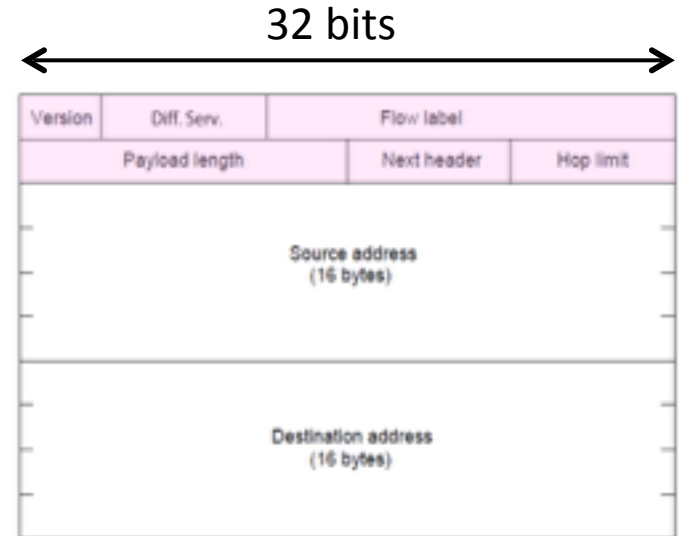 32 bits
Version Diff. Serv. Flow label
Payload length Next header Hop limit
Source address
(16 bytes)
Destination address
(16 bytes)